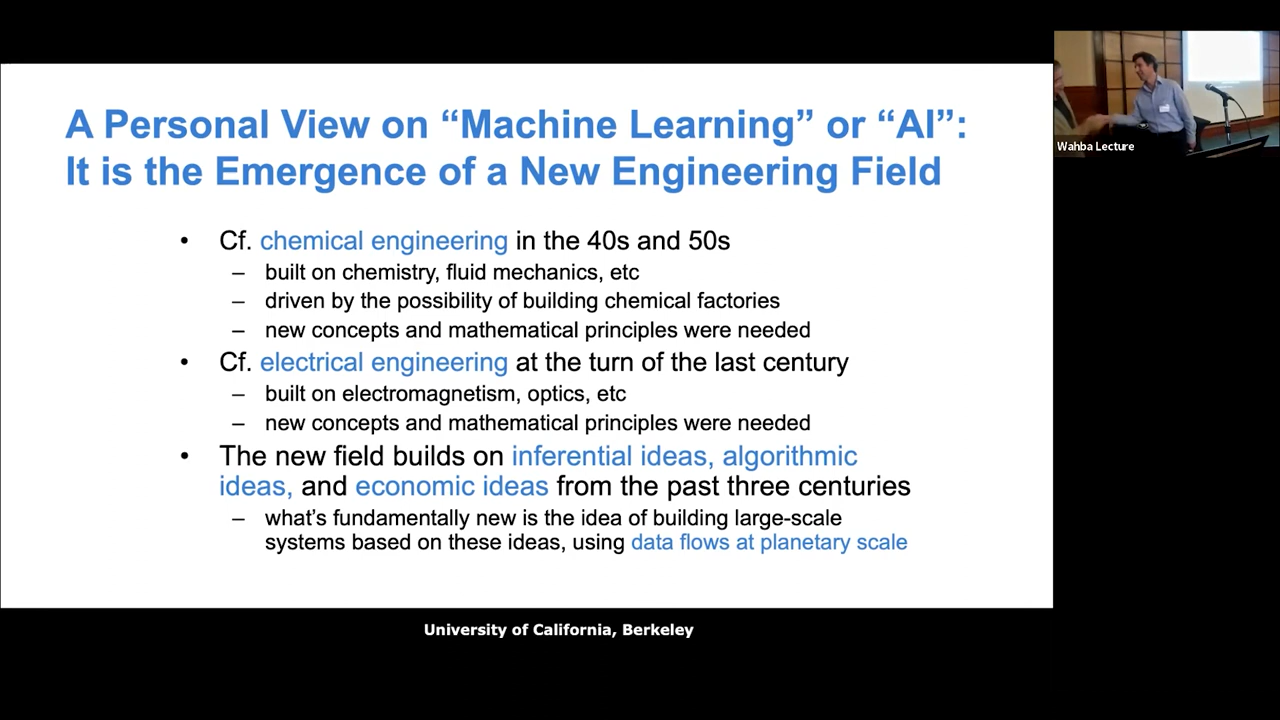 A Personal View on “Machine Learning” or “AI”:
It is the Emergence of a New Engineering Field
• Cf. chemical engineering in the 40s and 50s
– built on chemistry, fluid mechanics, etc
– driven by the possibility of building chemical factories
– new concepts and mathematical principles were needed
• Cf. electrical engineering at the turn of the last century
– built on electromagnetism, optics, etc
– new concepts and mathematical principles were needed
• The new field builds on inferential ideas, algorithmic
ideas, and economic ideas from the past three centuries
– what’s fundamentally new is the idea of building large-scale
systems based on these ideas, using data flows at planetary scale
Wahba Lecture
University of California, Berkeley